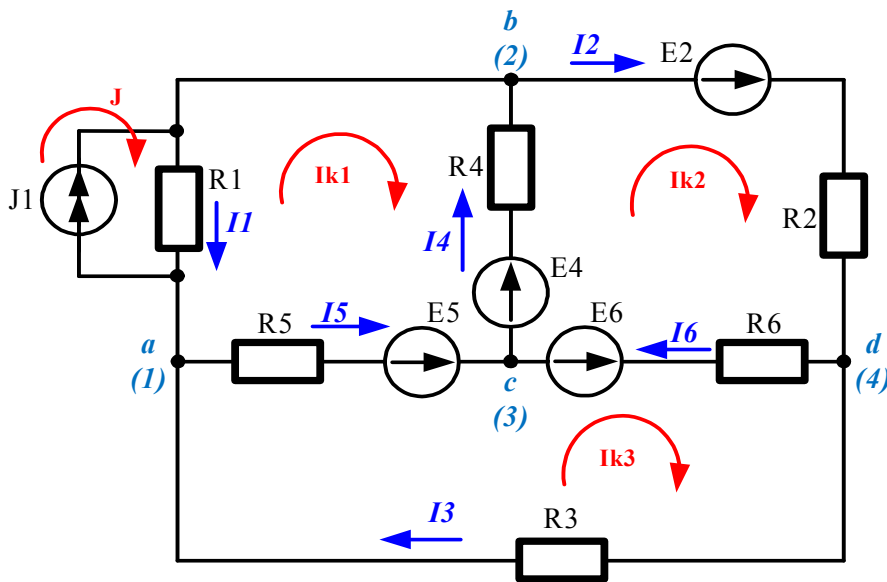 b
(2)
I2
E2
J
J1
R1
I1
Ik1
R4
I4
E4
Ik2
R2
a
(1)
R5
I5
E5
c
(3)
E6
I6
R6
d
(4)
Ik3
I3
R3